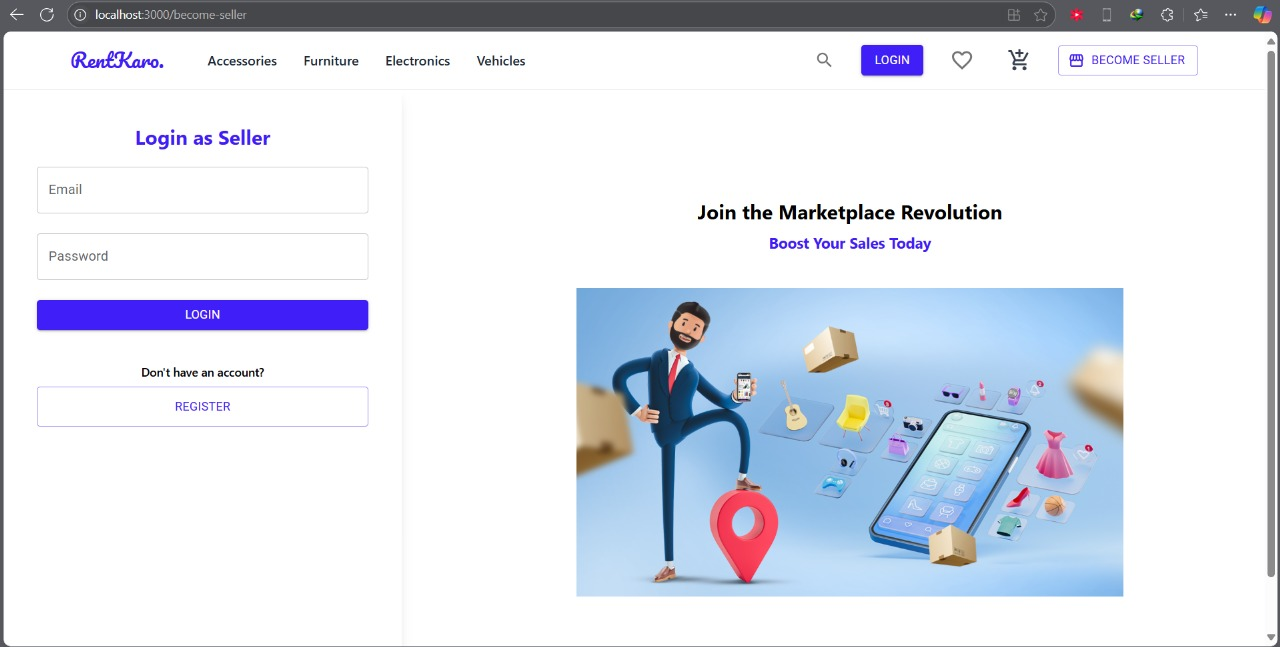 localhost:3000/become-seller
RentKaro.
Accessories
Furniture
Electronics
Vehicles
LOGIN
BECOME SELLER
Login as Seller
Email
Password
LOGIN
Don't have an account?
REGISTER
Join the Marketplace Revolution
Boost Your Sales Today